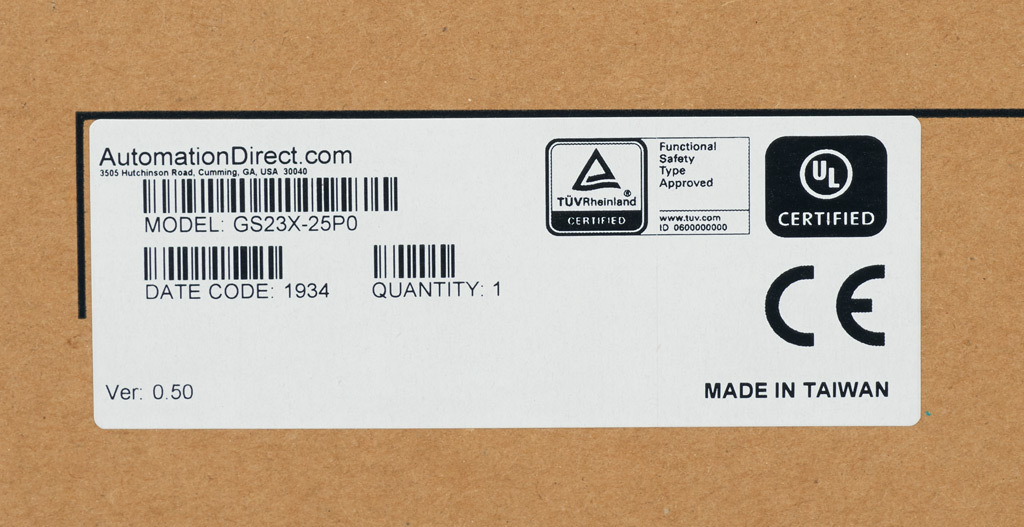 AutomationDirect.com
3505 Hutchinson Road, Cumming, GA, USA 30040
MODEL: GS23X-25P0
DATE CODE: 1934
QUANTITY: 1
Ver: 0.50
TÜVRheinland®
CERTIFIED
Functional
Safety
Type
Approved
www.tuv.com
ID 0600000000
UL
CERTIFIED
CE
MADE IN TAIWAN